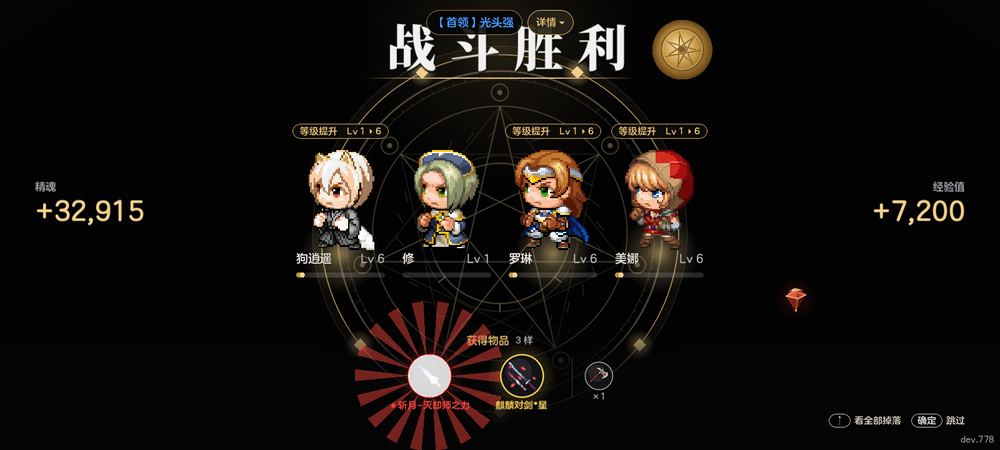 【首领】光头强
详情
战斗胜利
等级提升 Lv 1 ▸ 6
等级提升 Lv 1 ▸ 6
等级提升 Lv 1 ▸ 6
精魂
+32,915
经验值
+7,200
狗逍遥 Lv 6
修 Lv 1
罗琳 Lv 6
美娜 Lv 6
获得物品 3 样
★斩月-灭却师之力
麒麟对剑*星
×1
↑ 看全部掉落
确定 跳过
dev.778